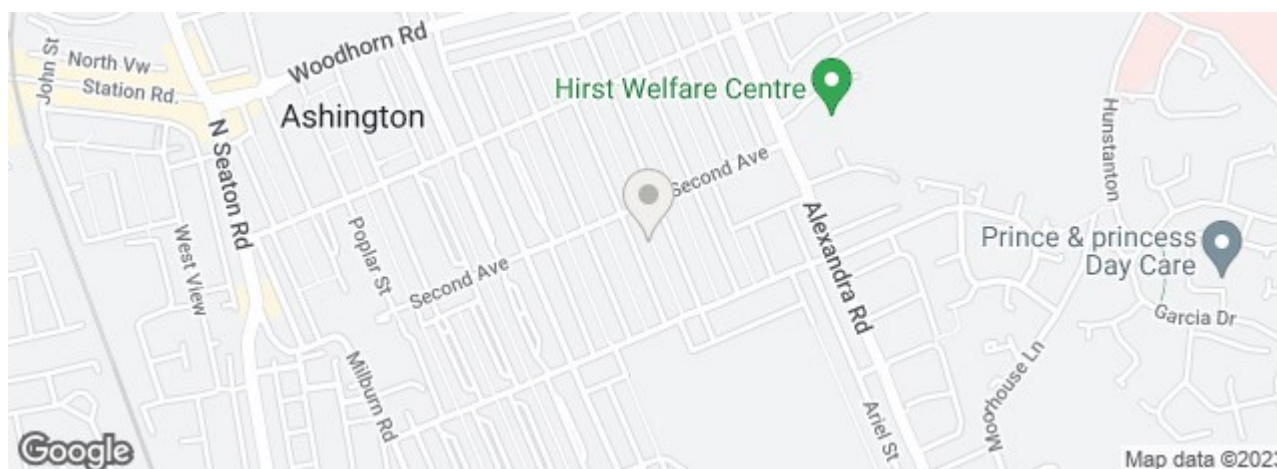 John St
North Vw
Station Rd.
Woodhorn Rd
Ashington
N Seaton Rd
West View
Poplar St
Second Ave
Milburn Rd
Hirst Welfare Centre
Second Ave
Alexandra Rd
Ariel St
Hunstanton
Prince & princess
Day Care
Garcia Dr
Moorhouse Ln
Google
Map data ©2023